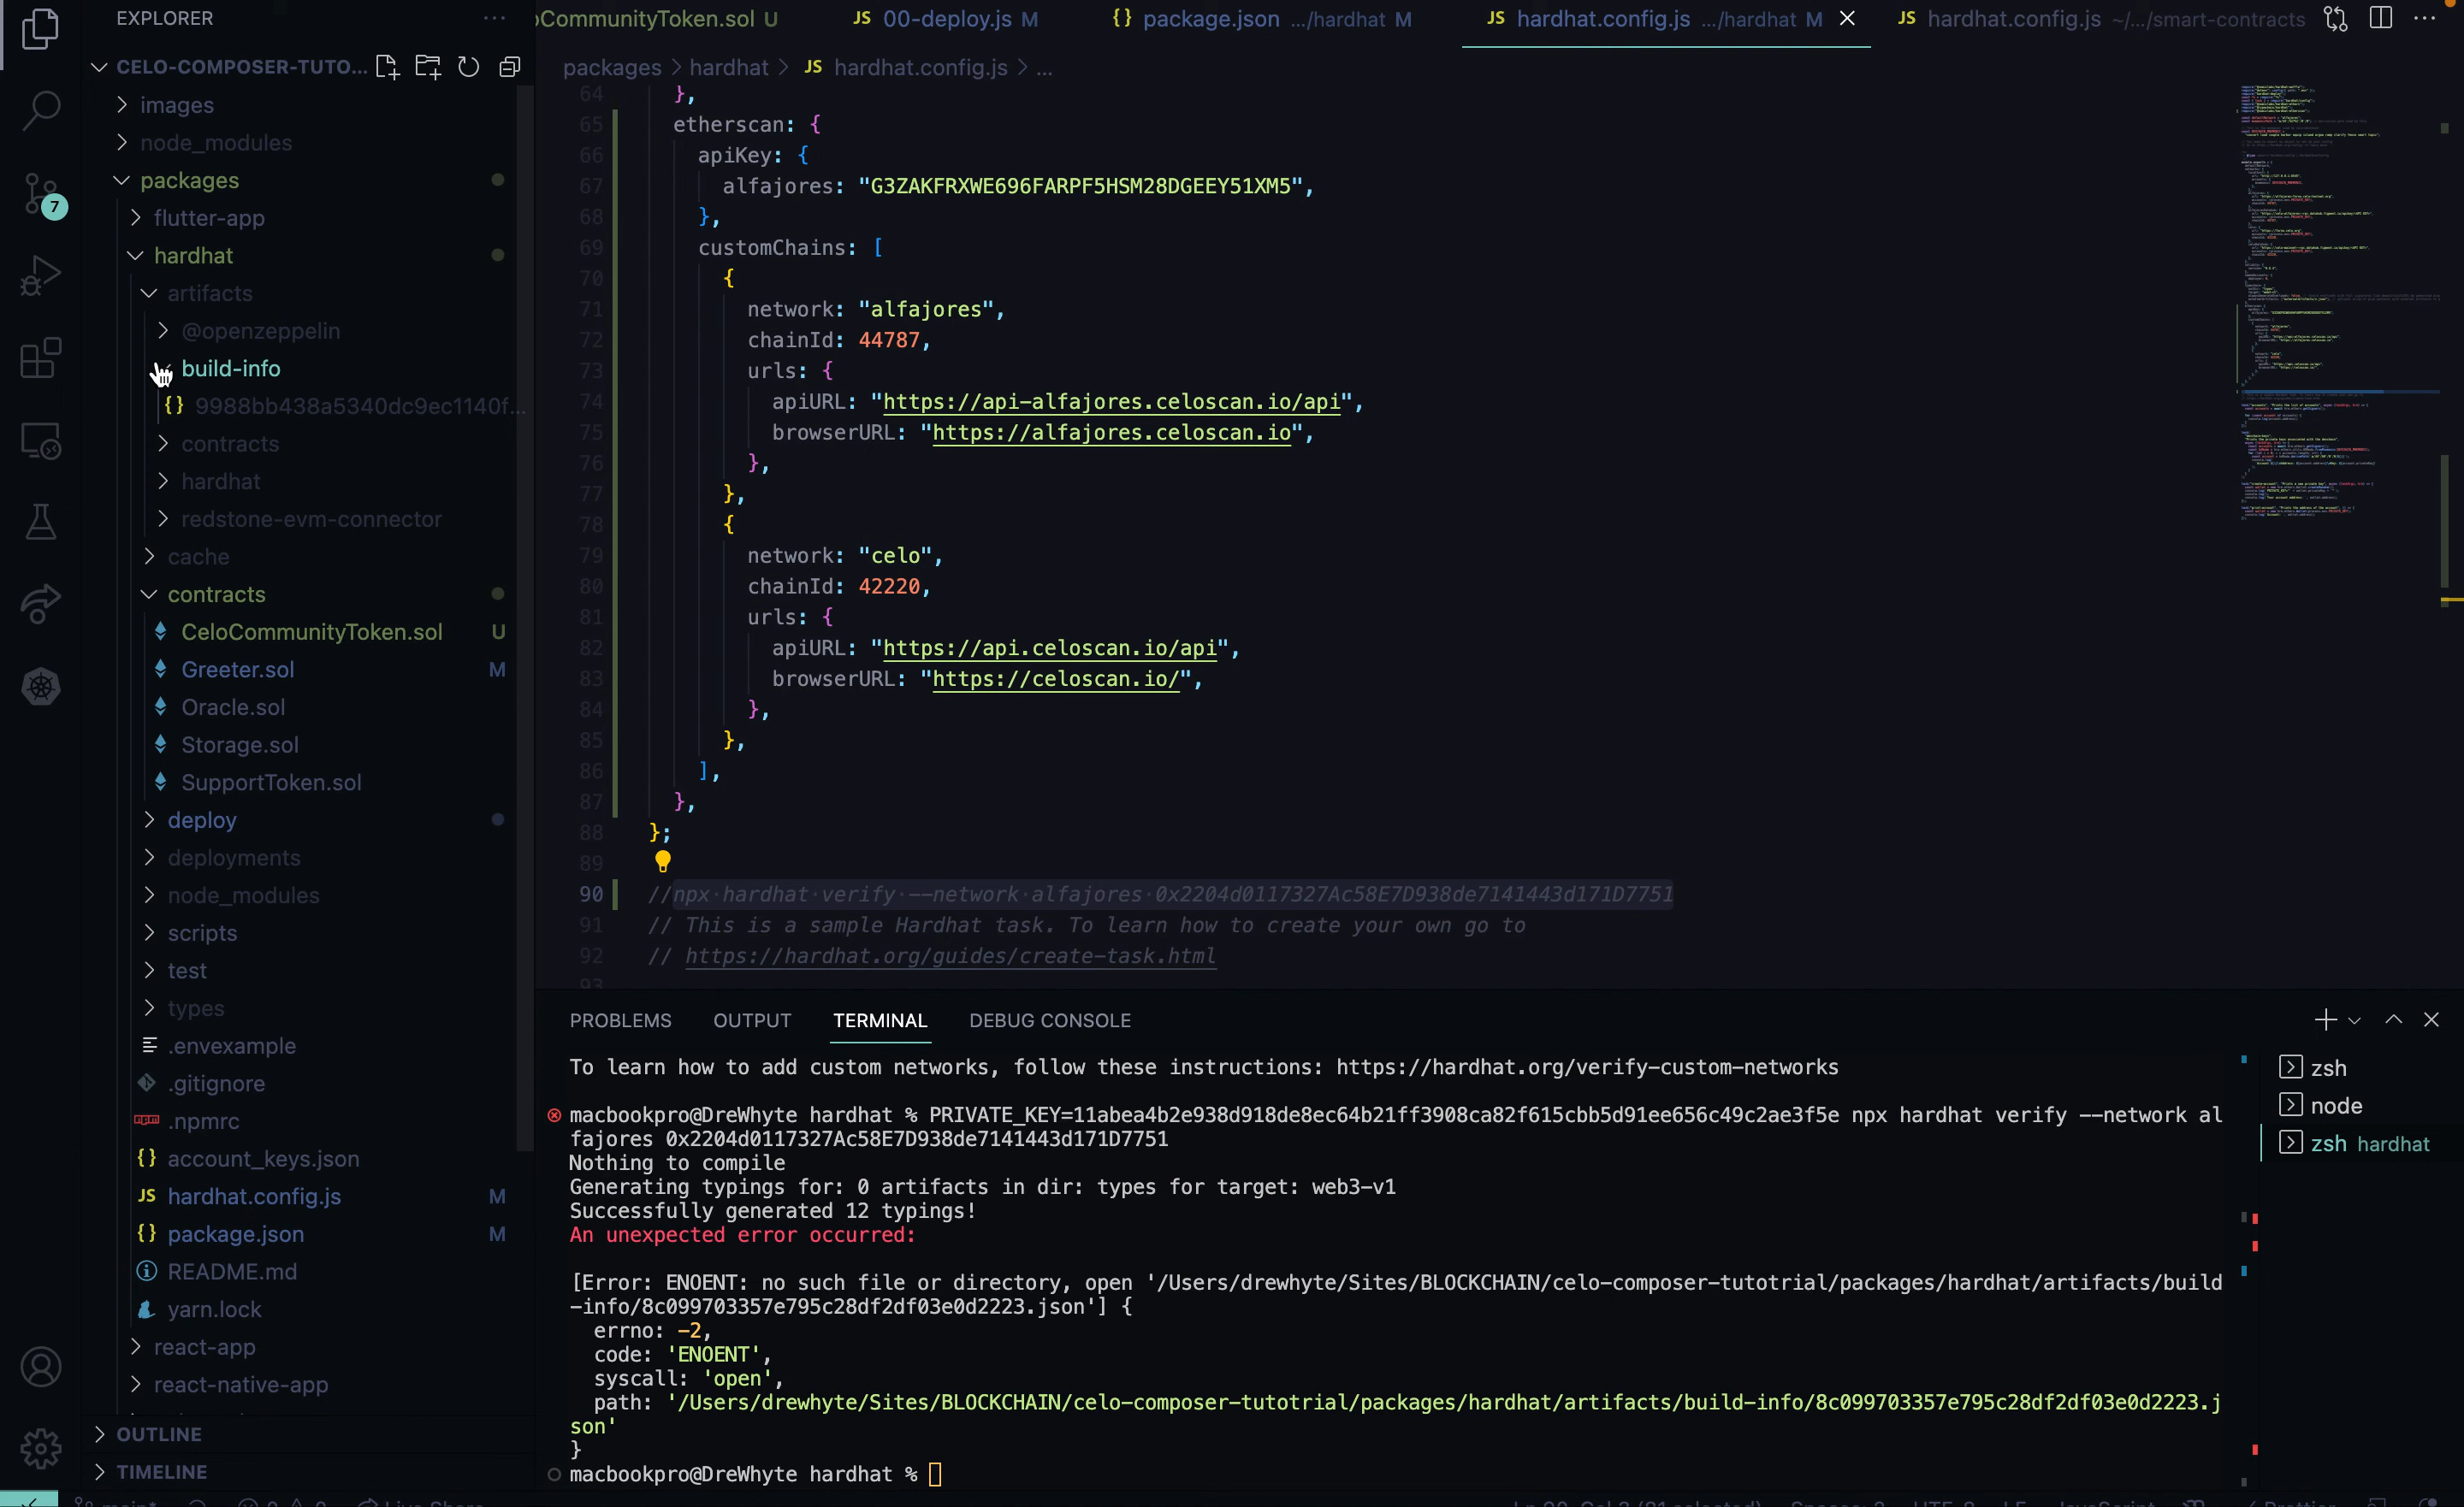 EXPLORER
CELO-COMPOSER-TUTO...
images
node_modules
packages
flutter-app
hardhat
artifacts
@openzeppelin
build-info
9988bb438a5340dc9ec1140f...
contracts
hardhat
redstone-evm-connector
cache
contracts
CeloCommunityToken.sol U
Greeter.sol M
Oracle.sol
Storage.sol
SupportToken.sol
deploy
deployments
node_modules
scripts
test
types
.envexample
.gitignore
.npmrc
account_keys.json
hardhat.config.js M
package.json M
README.md
yarn.lock
react-app
react-native-app
OUTLINE
TIMELINE
7
oCommunityToken.sol U
JS 00-deploy.js M
{} package.json .../hardhat M
JS hardhat.config.js .../hardhat M
JS hardhat.config.js ~/.../smart-contracts
packages > hardhat > JS hardhat.config.js > ...
64 },
65 etherscan: {
66 apiKey: {
67 alfajores: "G3ZAKFRXWE696FARPF5HSM28DGEEY51XM5",
68 },
69 customChains: [
70 {
71 network: "alfajores",
72 chainId: 44787,
73 urls: {
74 apiURL: "https://api-alfajores.celoscan.io/api",
75 browserURL: "https://alfajores.celoscan.io",
76 },
77 },
78 {
79 network: "celo",
80 chainId: 42220,
81 urls: {
82 apiURL: "https://api.celoscan.io/api",
83 browserURL: "https://celoscan.io/",
84 },
85 },
86 ],
87 },
88 };
89
90 //npx hardhat verify --network alfajores 0x2204d0117327Ac58E7D938de7141443d171D7751
91 // This is a sample Hardhat task. To learn how to create your own go to
92 // https://hardhat.org/guides/create-task.html
93
PROBLEMS OUTPUT TERMINAL DEBUG CONSOLE
To learn how to add custom networks, follow these instructions: https://hardhat.org/verify-custom-networks
macbookpro@DreWhyte hardhat % PRIVATE_KEY=11abea4b2e938d918de8ec64b21ff3908ca82f615cbb5d91ee656c49c2ae3f5e npx hardhat verify --network al
fajores 0x2204d0117327Ac58E7D938de7141443d171D7751
Nothing to compile
Generating typings for: 0 artifacts in dir: types for target: web3-v1
Successfully generated 12 typings!
An unexpected error occurred:
[Error: ENOENT: no such file or directory, open '/Users/drewhyte/Sites/BLOCKCHAIN/celo-composer-tutotrial/packages/hardhat/artifacts/build
-info/8c099703357e795c28df2df03e0d2223.json'] {
errno: -2,
code: 'ENOENT',
syscall: 'open',
path: '/Users/drewhyte/Sites/BLOCKCHAIN/celo-composer-tutotrial/packages/hardhat/artifacts/build-info/8c099703357e795c28df2df03e0d2223.j
son'
}
macbookpro@DreWhyte hardhat %
zsh
node
zsh hardhat